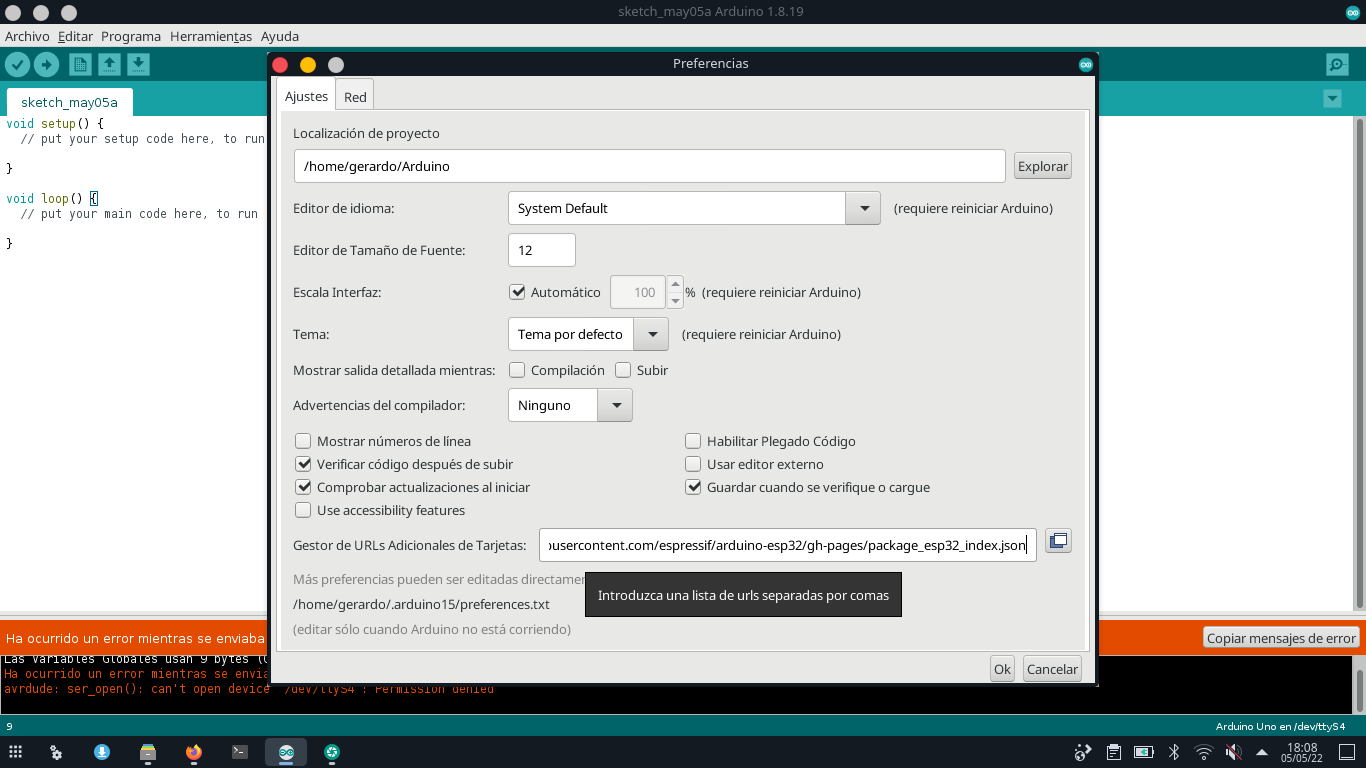 sketch_may05a Arduino 1.8.19
Archivo Editar Programa Herramientas Ayuda
Preferencias
sketch_may05a
Ajustes
Red
void setup() {
// put your setup code here, to run
}
void loop() {
// put your main code here, to run
}
Localización de proyecto
/home/gerardo/Arduino
Explorar
Editor de idioma:
System Default
(requiere reiniciar Arduino)
Editor de Tamaño de Fuente:
12
Escala Interfaz:
Automático
100
%
(requiere reiniciar Arduino)
Tema:
Tema por defecto
(requiere reiniciar Arduino)
Mostrar salida detallada mientras:
Compilación
Subir
Advertencias del compilador:
Ninguno
Mostrar números de línea
Habilitar Plegado Código
Verificar código después de subir
Usar editor externo
Comprobar actualizaciones al iniciar
Guardar cuando se verifique o cargue
Use accessibility features
Gestor de URLs Adicionales de Tarjetas:
usercontent.com/espressif/arduino-esp32/gh-pages/package_esp32_index.json
Más preferencias pueden ser editadas
Introduzca una lista de urls separadas por comas
/home/gerardo/.arduino15/preferences.txt
(editar sólo cuando Arduino no está corriendo)
Ok
Cancelar
Ha ocurrido un error mientras se enviaba
Copiar mensajes de error
Las Variables Globales usan 9 bytes
Ha ocurrido un error mientras se
avrdude: ser_open(): can't open device "/dev/ttyS4": Permission denied
9
Arduino Uno en /dev/ttyS4
18:08
05/05/22